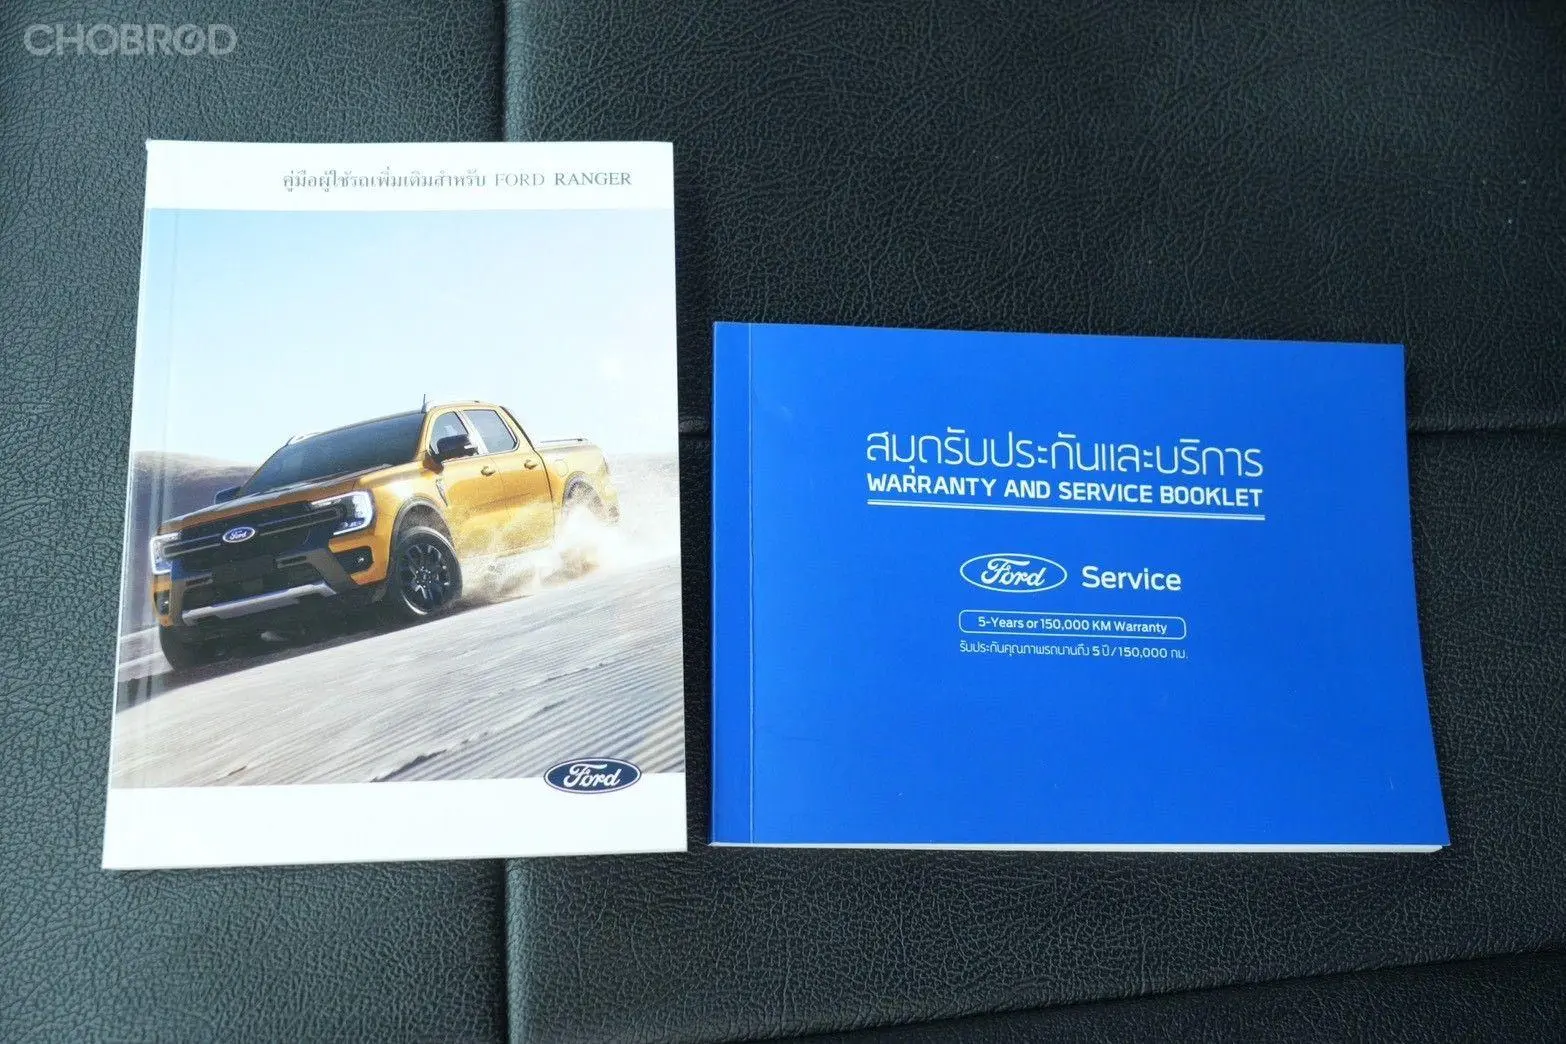 CHOBROD
คู่มือผู้ใช้รถเพิ่มเติมสำหรับ FORD RANGER
Ford
Ford
สมุดรับประกันและบริการ
WARRANTY AND SERVICE BOOKLET
Ford Service
5-Years or 150,000 KM Warranty
รับประกันคุณภาพรถนานถึง 5 ปี/150,000 กม.